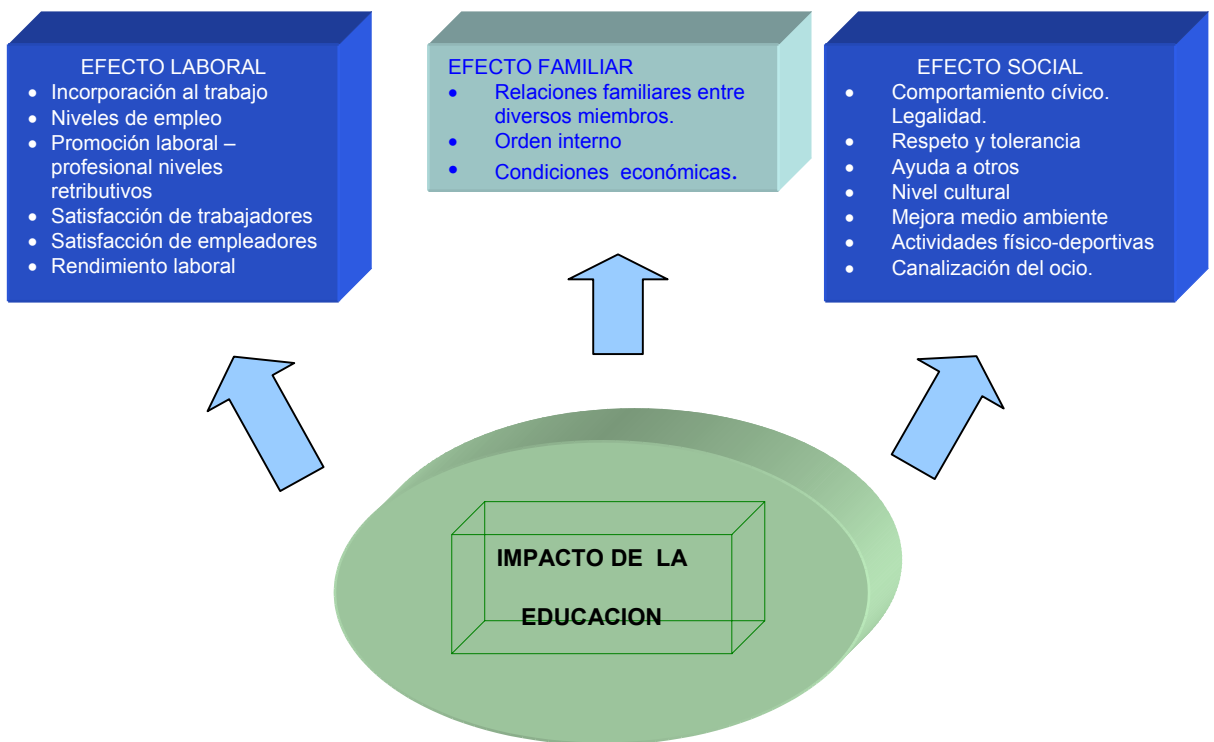 EFECTO LABORAL
• Incorporación al trabajo
• Niveles de empleo
• Promoción laboral –
profesional niveles
retributivos
• Satisfacción de trabajadores
• Satisfacción de empleadores
• Rendimiento laboral
EFECTO FAMILIAR
• Relaciones familiares entre
diversos miembros.
• Orden interno
• Condiciones económicas.
EFECTO SOCIAL
• Comportamiento cívico.
Legalidad.
• Respeto y tolerancia
• Ayuda a otros
• Nivel cultural
• Mejora medio ambiente
• Actividades físico-deportivas
• Canalización del ocio.
IMPACTO DE LA
EDUCACION